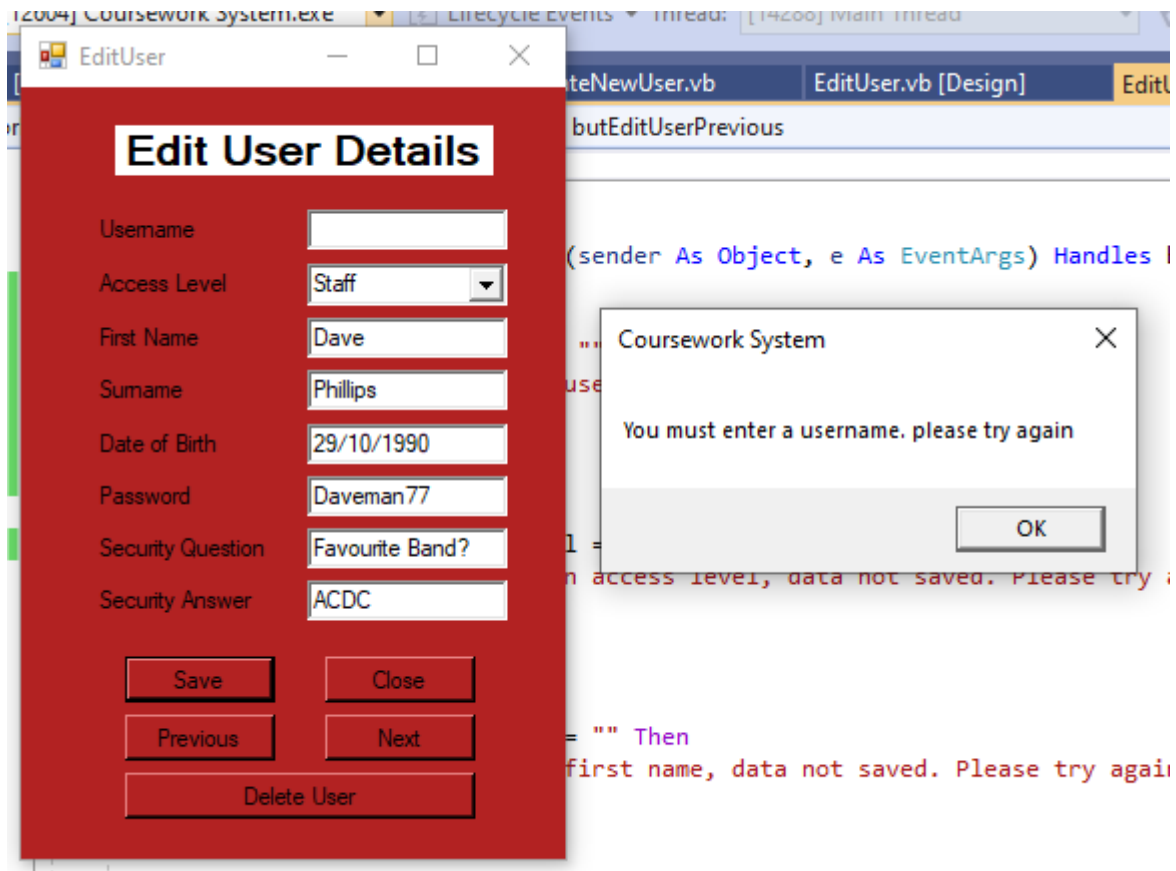 Coursework System.exe Lifecycle Events Thread: [14288] Main Thread
EditUser
EditUser.vb [Design]
butEditUserPrevious
Edit User Details
Username
(sender As Object, e As EventArgs) Handles
Access Level Staff
First Name Dave
Surname Phillips
Date of Birth 29/10/1990
Password Daveman77
Security Question Favourite Band?
Security Answer ACDC
Save Close
Previous Next
Delete User
Coursework System
You must enter a username. please try again
OK
access level, data not saved. Please try
= "" Then
first name, data not saved. Please try again